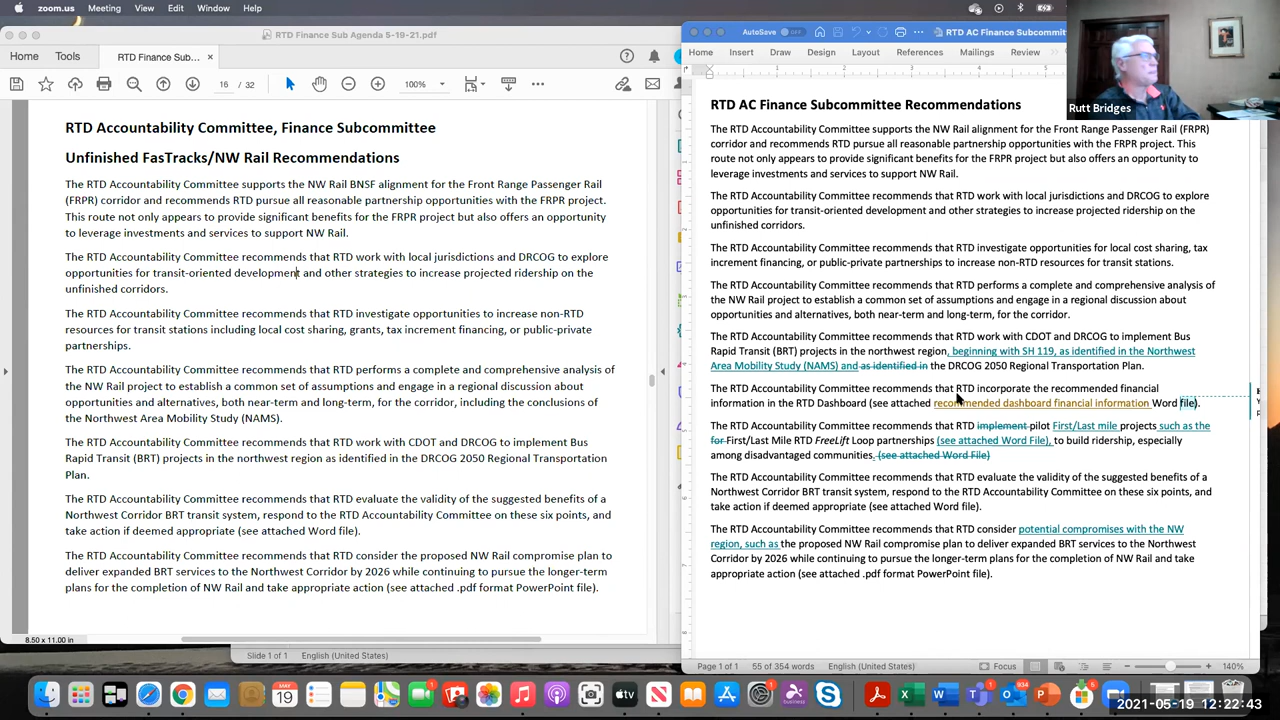 zoom.us Meeting View Edit Window Help
RTD Finance Sub Agenda 5-19-21.pdf
Home Tools RTD Finance Sub... ×
16 / 32 100%
RTD Accountability Committee, Finance Subcommittee
Unfinished FasTracks/NW Rail Recommendations
The RTD Accountability Committee supports the NW Rail BNSF alignment for the Front Range Passenger Rail
(FRPR) corridor and recommends RTD pursue all reasonable partnership opportunities with the FRPR project.
This route not only appears to provide significant benefits for the FRPR project but also offers an opportunity
to leverage investments and services to support NW Rail.
The RTD Accountability Committee recommends that RTD work with local jurisdictions and DRCOG to explore
opportunities for transit-oriented development and other strategies to increase projected ridership on the
unfinished corridors.
The RTD Accountability Committee recommends that RTD investigate opportunities to increase non-RTD
resources for transit stations including local cost sharing, grants, tax increment financing, or public-private
partnerships.
The RTD Accountability Committee recommends that RTD performs a complete and comprehensive analysis of
the NW Rail project to establish a common set of assumptions and engage in a regional discussion about
opportunities and alternatives, both near-term and long-term, for the corridor, including the conclusions of
the Northwest Area Mobility Study (NAMS).
The RTD Accountability Committee recommends that RTD work with CDOT and DRCOG to implement Bus
Rapid Transit (BRT) projects in the northwest region as identified in the DRCOG 2050 Regional Transportation
Plan.
The RTD Accountability Committee recommends that RTD evaluate the validity of the suggested benefits of a
Northwest Corridor BRT transit system, respond to the RTD Accountability Committee on these six points, and
take action if deemed appropriate (see attached Word file).
The RTD Accountability Committee recommends that RTD consider the proposed NW Rail compromise plan to
deliver expanded BRT services to the Northwest Corridor by 2026 while continuing to pursue the longer-term
plans for the completion of NW Rail and take appropriate action (see attached .pdf format PowerPoint file).
8.50 x 11.00 in
Slide 1 of 1 English (United States)
AutoSave OFF RTD AC Finance Subcommitt
Home Insert Draw Design Layout References Mailings Review
RTD AC Finance Subcommittee Recommendations
The RTD Accountability Committee supports the NW Rail alignment for the Front Range Passenger Rail (FRPR)
corridor and recommends RTD pursue all reasonable partnership opportunities with the FRPR project. This
route not only appears to provide significant benefits for the FRPR project but also offers an opportunity to
leverage investments and services to support NW Rail.
The RTD Accountability Committee recommends that RTD work with local jurisdictions and DRCOG to explore
opportunities for transit-oriented development and other strategies to increase projected ridership on the
unfinished corridors.
The RTD Accountability Committee recommends that RTD investigate opportunities for local cost sharing, tax
increment financing, or public-private partnerships to increase non-RTD resources for transit stations.
The RTD Accountability Committee recommends that RTD performs a complete and comprehensive analysis of
the NW Rail project to establish a common set of assumptions and engage in a regional discussion about
opportunities and alternatives, both near-term and long-term, for the corridor.
The RTD Accountability Committee recommends that RTD work with CDOT and DRCOG to implement Bus
Rapid Transit (BRT) projects in the northwest region, beginning with SH 119, as identified in the Northwest
Area Mobility Study (NAMS) and as identified in the DRCOG 2050 Regional Transportation Plan.
The RTD Accountability Committee recommends that RTD incorporate the recommended financial
information in the RTD Dashboard (see attached recommended dashboard financial information Word file).
The RTD Accountability Committee recommends that RTD implement pilot First/Last mile projects such as the
for First/Last Mile RTD FreeLift Loop partnerships (see attached Word File), to build ridership, especially
among disadvantaged communities. (see attached Word File)
The RTD Accountability Committee recommends that RTD evaluate the validity of the suggested benefits of a
Northwest Corridor BRT transit system, respond to the RTD Accountability Committee on these six points, and
take action if deemed appropriate (see attached Word file).
The RTD Accountability Committee recommends that RTD consider potential compromises with the NW
region, such as the proposed NW Rail compromise plan to deliver expanded BRT services to the Northwest
Corridor by 2026 while continuing to pursue the longer-term plans for the completion of NW Rail and take
appropriate action (see attached .pdf format PowerPoint file).
Page 1 of 1 55 of 354 words English (United States) Focus 140%
Rutt Bridges
2021-05-19 12:22:43